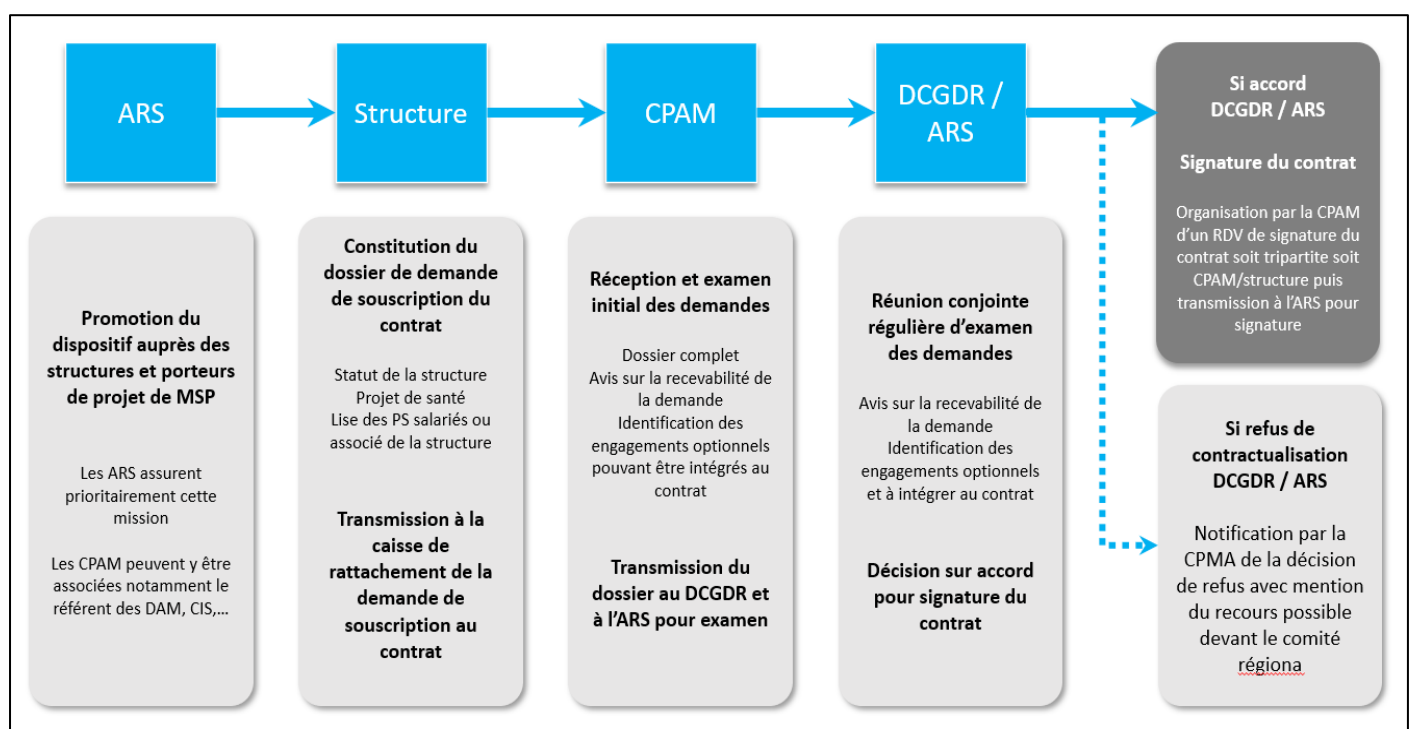 ARS
Structure
CPAM
DCGDR /
ARS
Promotion du
dispositif auprès des
structures et porteurs
de projet de MSP
Les ARS assurent
prioritairement cette
mission
Les CPAM peuvent y être
associées notamment le
référent des DAM, CIS,...
Constitution du
dossier de demande
de souscription du
contrat
Statut de la structure
Projet de santé
Lise des PS salariés ou
associé de la structure
Transmission à la
caisse de
rattachement de la
demande de
souscription au
contrat
Réception et examen
initial des demandes
Dossier complet
Avis sur la recevabilité de
la demande
Identification des
engagements optionnels
pouvant être intégrés au
contrat
Transmission du
dossier au DCGDR et
à l’ARS pour examen
Réunion conjointe
régulière d’examen
des demandes
Avis sur la recevabilité de
la demande
Identification des
engagements optionnels
et à intégrer au contrat
Décision sur accord
pour signature du
contrat
Si accord
DCGDR / ARS
Signature du contrat
Organisation par la CPAM
d’un RDV de signature du
contrat soit tripartite soit
CPAM/structure puis
transmission à l’ARS pour
signature
Si refus de
contractualisation
DCGDR / ARS
Notification par la
CPMA de la décision
de refus avec mention
du recours possible
devant le comité
régiona